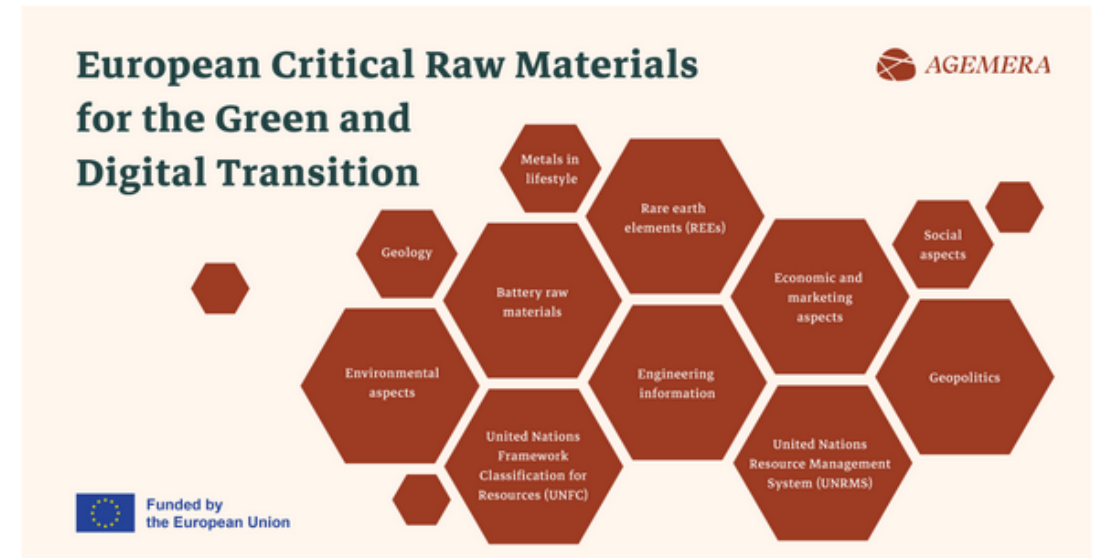 European Critical Raw Materials
for the Green and
Digital Transition
AGEMERA
Metals in
lifestyle
Rare earth
elements (REEs)
Social
aspects
Geology
Battery raw
materials
Economic and
marketing
aspects
Environmental
aspects
Engineering
information
Geopolitics
United Nations
Framework
Classification for
Resources (UNFC)
United Nations
Resource Management
System (UNRMS)
Funded by
the European Union